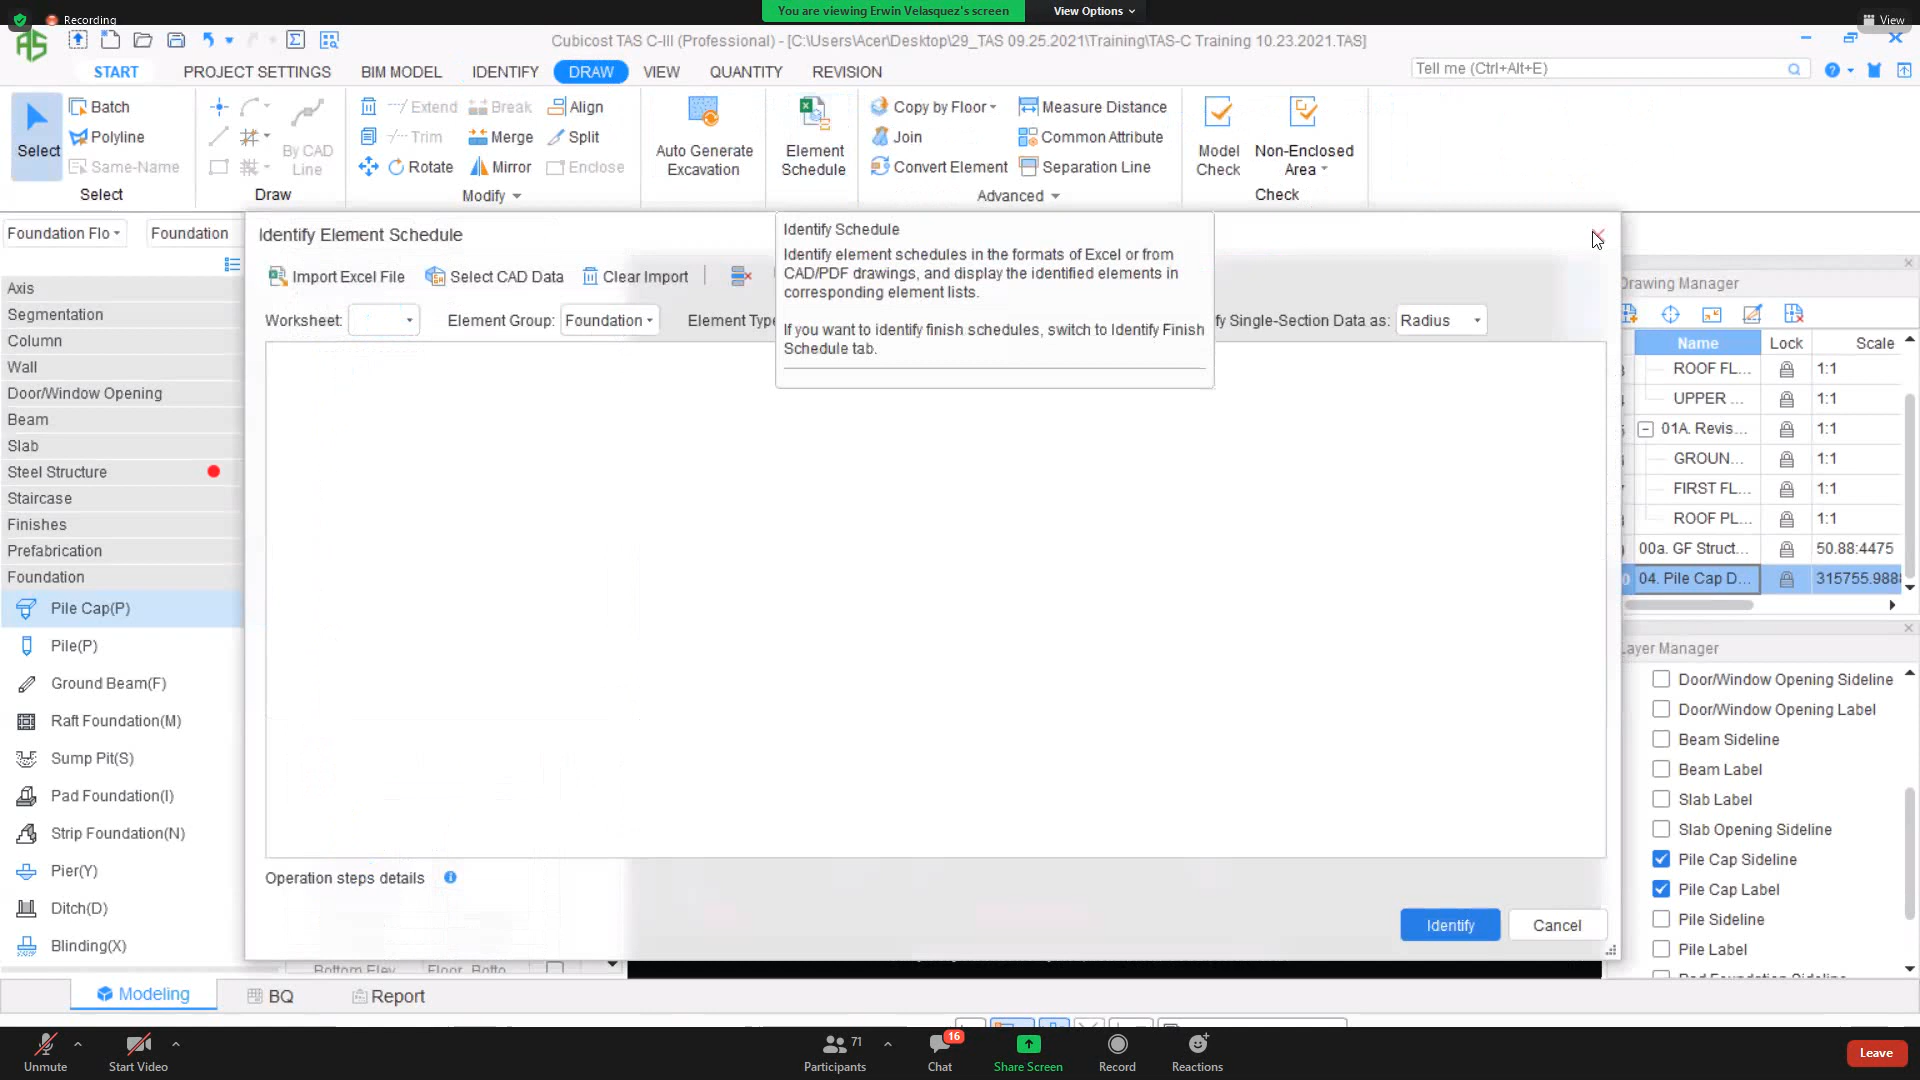 Recording
You are viewing Erwin Velasquez's screen
View Options
View
Cubicost TAS C-III (Professional) - [C:\Users\Acer\Desktop\29_TAS 09.25.2021\Training\TAS-C Training 10.23.2021.TAS]
START
PROJECT SETTINGS
BIM MODEL
IDENTIFY
DRAW
VIEW
QUANTITY
REVISION
Tell me (Ctrl+Alt+E)
Select
Batch
Polyline
Same-Name
Select
By CAD
Line
Draw
Extend
Break
Align
Trim
Merge
Split
Rotate
Mirror
Enclose
Modify
Auto Generate
Excavation
Element
Schedule
Copy by Floor
Measure Distance
Join
Common Attribute
Convert Element
Separation Line
Advanced
Model
Check
Non-Enclosed
Area
Check
Foundation Flo
Foundation
Axis
Segmentation
Column
Wall
Door/Window Opening
Beam
Slab
Steel Structure
Staircase
Finishes
Prefabrication
Foundation
Pile Cap(P)
Pile(P)
Ground Beam(F)
Raft Foundation(M)
Sump Pit(S)
Pad Foundation(I)
Strip Foundation(N)
Pier(Y)
Ditch(D)
Blinding(X)
Identify Element Schedule
Import Excel File
Select CAD Data
Clear Import
Worksheet:
Element Group:
Foundation
Element Type
fy Single-Section Data as:
Radius
Identify Schedule
Identify element schedules in the formats of Excel or from
CAD/PDF drawings, and display the identified elements in
corresponding element lists.
If you want to identify finish schedules, switch to Identify Finish
Schedule tab.
Operation steps details
Identify
Cancel
Drawing Manager
Name
Lock
Scale
ROOF FL...
1:1
UPPER ...
1:1
01A. Revis...
1:1
GROUN...
1:1
FIRST FL...
1:1
ROOF PL...
1:1
00a. GF Struct...
50.88:4475
04. Pile Cap D...
315755.988
Layer Manager
Door/Window Opening Sideline
Door/Window Opening Label
Beam Sideline
Beam Label
Slab Label
Slab Opening Sideline
Pile Cap Sideline
Pile Cap Label
Pile Sideline
Pile Label
Pad Foundation Sideline
Bottom Elev
Floor Botto
Modeling
BQ
Report
Unmute
Start Video
Participants
71
Chat
16
Share Screen
Record
Reactions
Leave